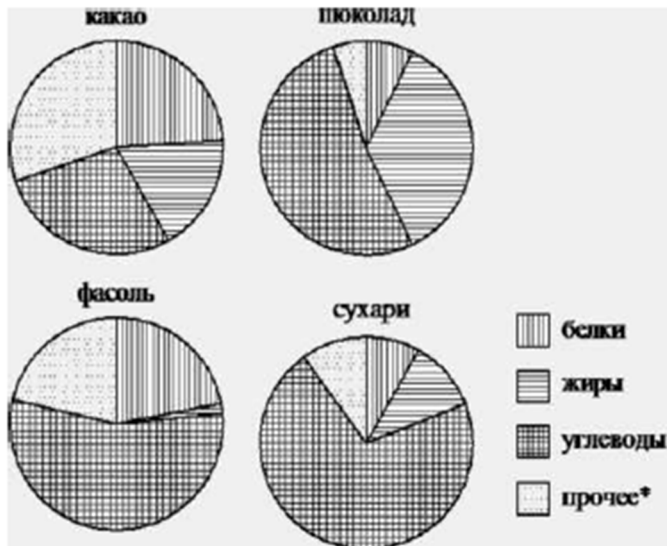 какао
шоколад
фасоль
сухари
белки
жиры
углеводы
прочее*